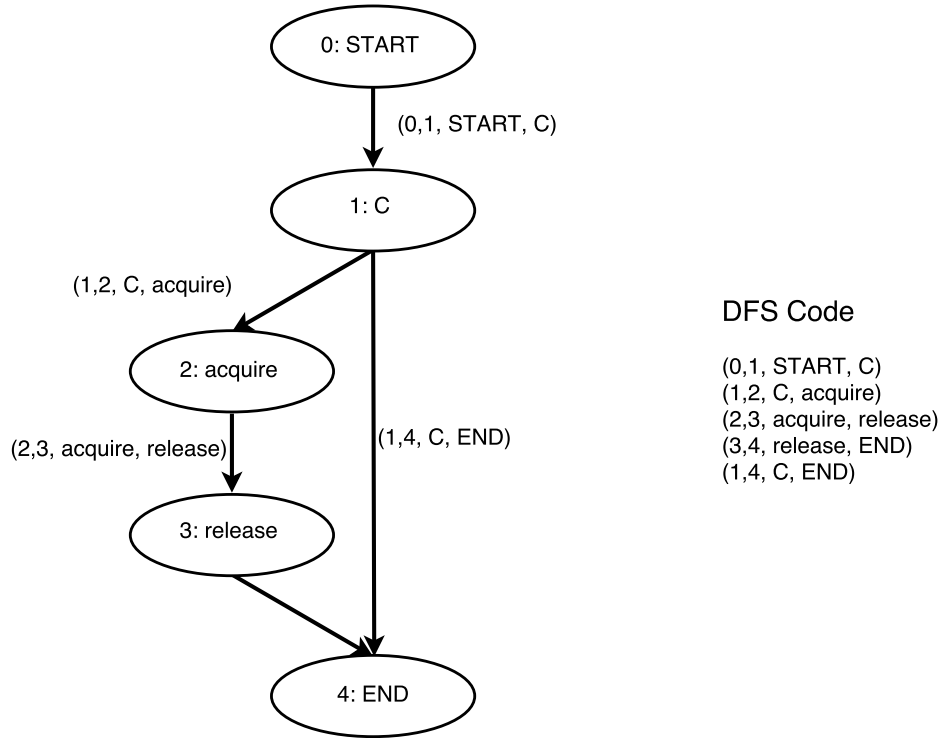 0: START
(0,1, START, C)
1: C
(1,2, C, acquire)
2: acquire
(2,3, acquire, release)
(1,4, C, END)
3: release
4: END
DFS Code
(0,1, START, C)
(1,2, C, acquire)
(2,3, acquire, release)
(3,4, release, END)
(1,4, C, END)